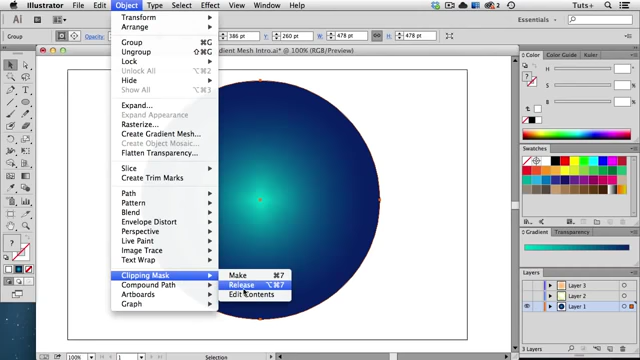 Illustrator File Edit Object Type Select Effect View Window Help Tuts+
Essentials
Group Opacity: 386 pt Y: 260 pt W: 478 pt H: 478 pt
Gradient Mesh Intro.ai* @ 100% (RGB/Preview)
Transform
Arrange
Group ⌘G
Ungroup ⇧⌘G
Lock
Unlock All ⌥⌘2
Hide
Show All ⌥⌘3
Expand...
Expand Appearance
Rasterize...
Create Gradient Mesh...
Create Object Mosaic...
Flatten Transparency...
Slice
Create Trim Marks
Path
Pattern
Blend
Envelope Distort
Perspective
Live Paint
Image Trace
Text Wrap
Clipping Mask
Compound Path
Artboards
Graph
Make ⌘7
Release ⌥⌘7
Edit Contents
Color Color Guide Kuler
H
S
B
%
%
Swatches
Gradient Transparency
Layers
Layer 3
Layer 2
Layer 1
3 Layers
100% 1 Selection